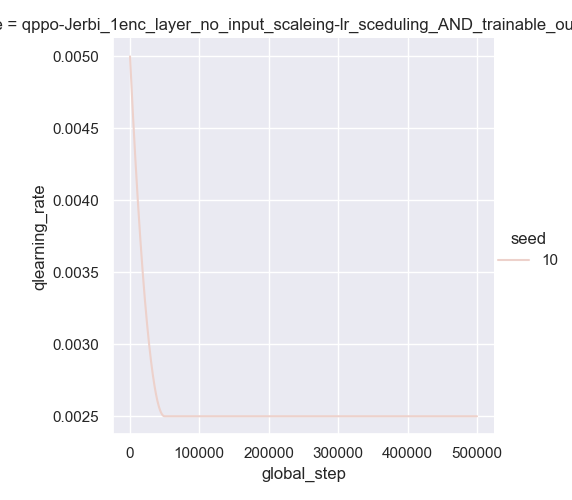 e = qppo-Jerbi_1enc_layer_no_input_scaleing-lr_sceduling_AND_trainable_ou
0.0050
0.0045
0.0040
0.0035
0.0030
0.0025
qlearning_rate
0 100000 200000 300000 400000 500000
global_step
seed
10